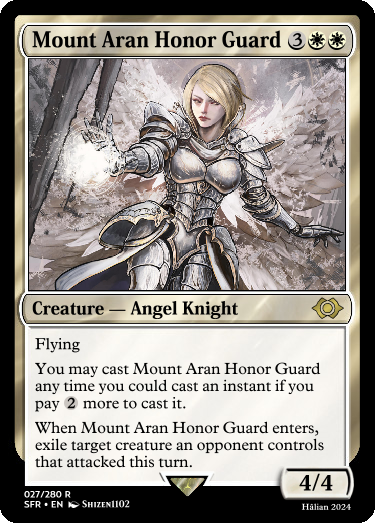 Mount Aran Honor Guard 3
Creature — Angel Knight
Flying
You may cast Mount Aran Honor Guard
any time you could cast an instant if you
pay 2 more to cast it.
When Mount Aran Honor Guard enters,
exile target creature an opponent controls
that attacked this turn.
4/4
027/280 R
SFR • EN Shizen1102
Hálian 2024